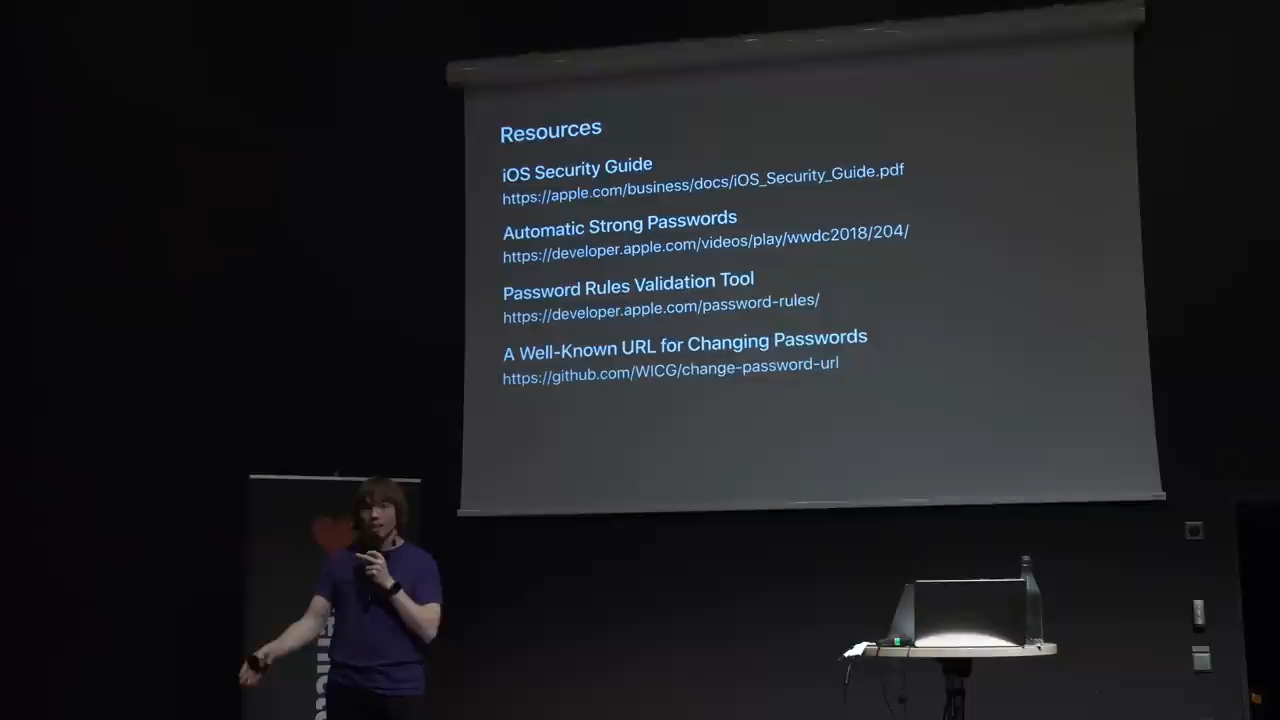 Resources
iOS Security Guide
https://apple.com/business/docs/iOS_Security_Guide.pdf
Automatic Strong Passwords
https://developer.apple.com/videos/play/wwdc2018/204/
Password Rules Validation Tool
https://developer.apple.com/password-rules/
A Well-Known URL for Changing Passwords
https://github.com/WICG/change-password-url